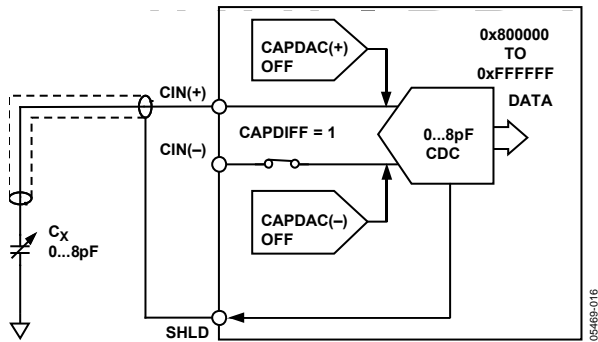 CAPDAC(+)
OFF
0x800000
TO
0xFFFFFF
DATA
CIN(+)
CAPDIFF = 1
CIN(–)
0...8pF
CDC
CAPDAC(–)
OFF
CX
0...8pF
SHLD
05469-016